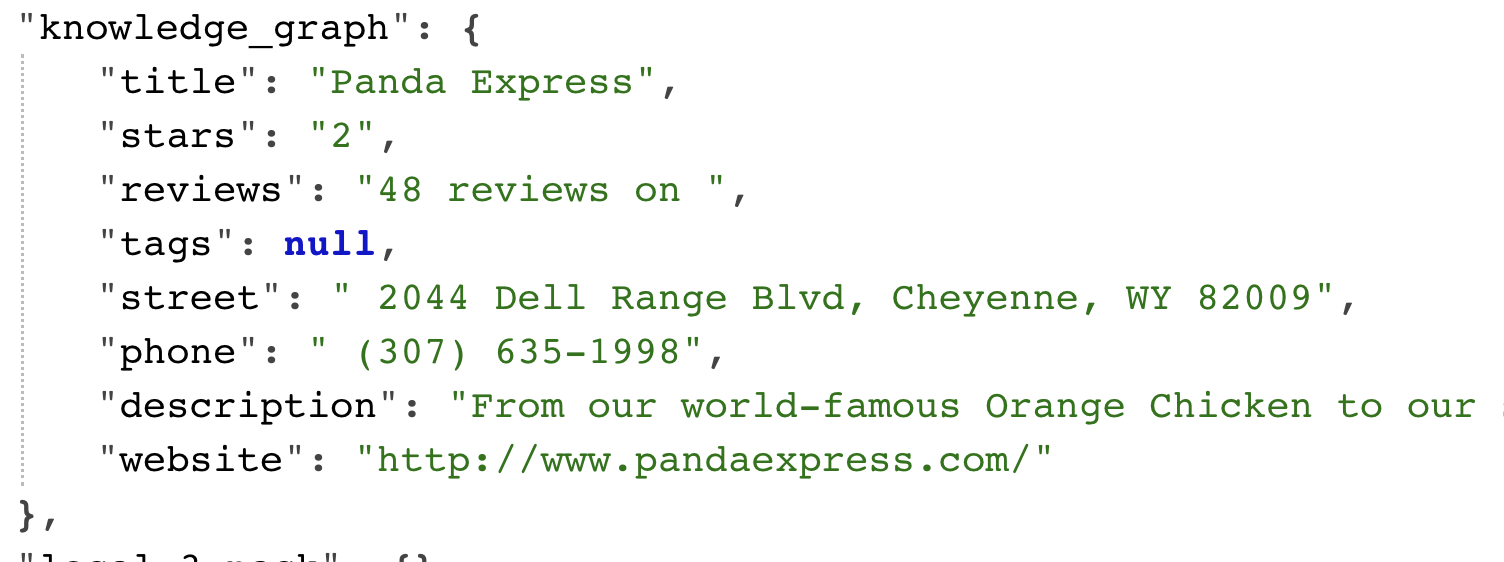 "knowledge_graph": {
"title": "Panda Express",
"stars": "2",
"reviews": "48 reviews on ",
"tags": null,
"street": " 2044 Dell Range Blvd, Cheyenne, WY 82009",
"phone": " (307) 635-1998",
"description": "From our world-famous Orange Chicken to our
"website": "http://www.pandaexpress.com/"
},